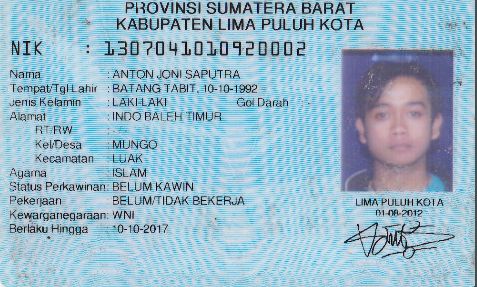 PROVINSI SUMATERA BARAT
KABUPATEN LIMA PULUH KOTA
NIK : 1307041010920002
Nama : ANTON JONI SAPUTRA
Tempat/Tgl Lahir : BATANG TABIT, 10-10-1992
Jenis Kelamin : LAKI-LAKI Gol Darah
Alamat : INDO BALEH TIMUR
RT/RW : -
Kel/Desa : MUNGO
Kecamatan : LUAK
Agama : ISLAM
Status Perkawinan: BELUM KAWIN
Pekerjaan : BELUM/TIDAK BEKERJA
Kewarganegaraan: WNI
Berlaku Hingga : 10-10-2017
LIMA PULUH KOTA
01-08-2012